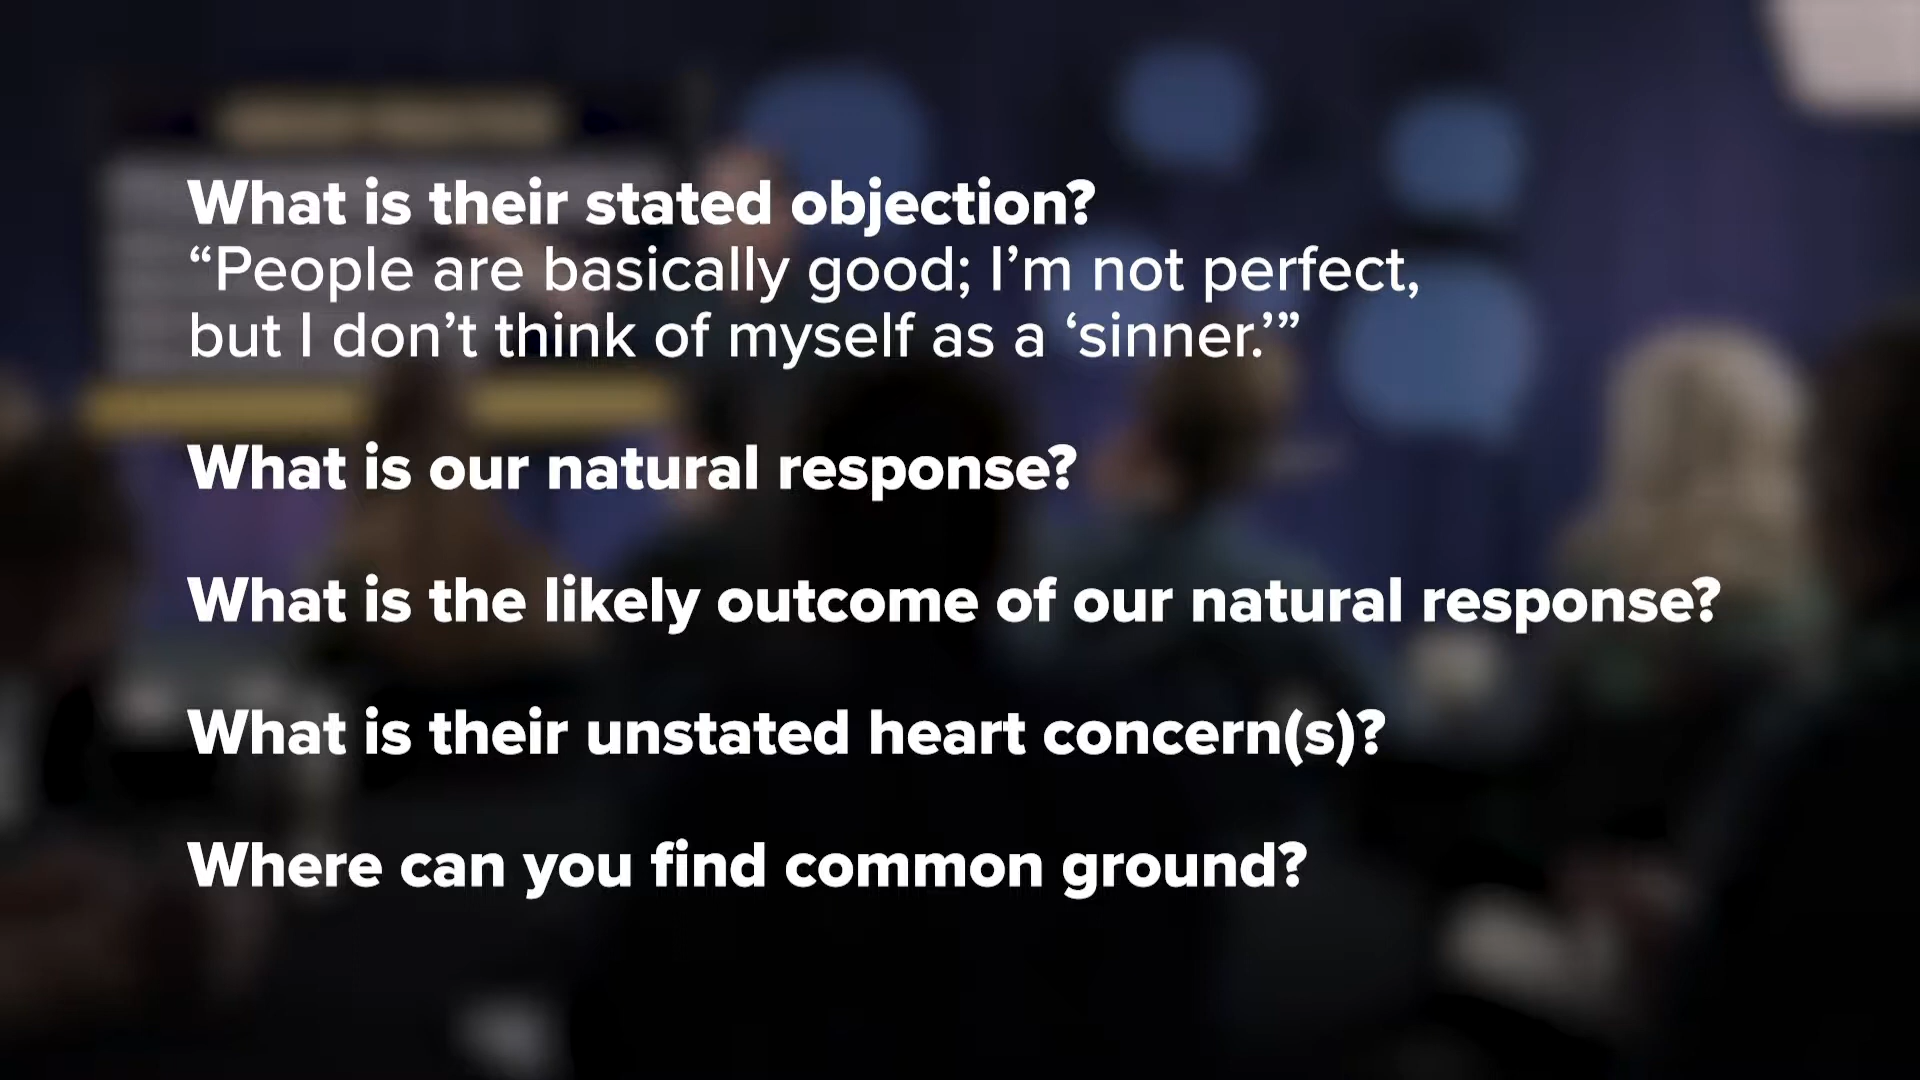 What is their stated objection?
“People are basically good; I’m not perfect,
but I don’t think of myself as a ‘sinner.’”
What is our natural response?
What is the likely outcome of our natural response?
What is their unstated heart concern(s)?
Where can you find common ground?